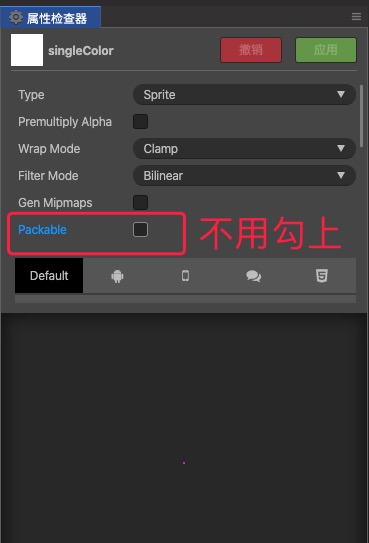 属性检查器
singleColor
撤销
应用
Type
Sprite
Premultiply Alpha
Wrap Mode
Clamp
Filter Mode
Bilinear
Gen Mipmaps
Packable
不用勾上
Default